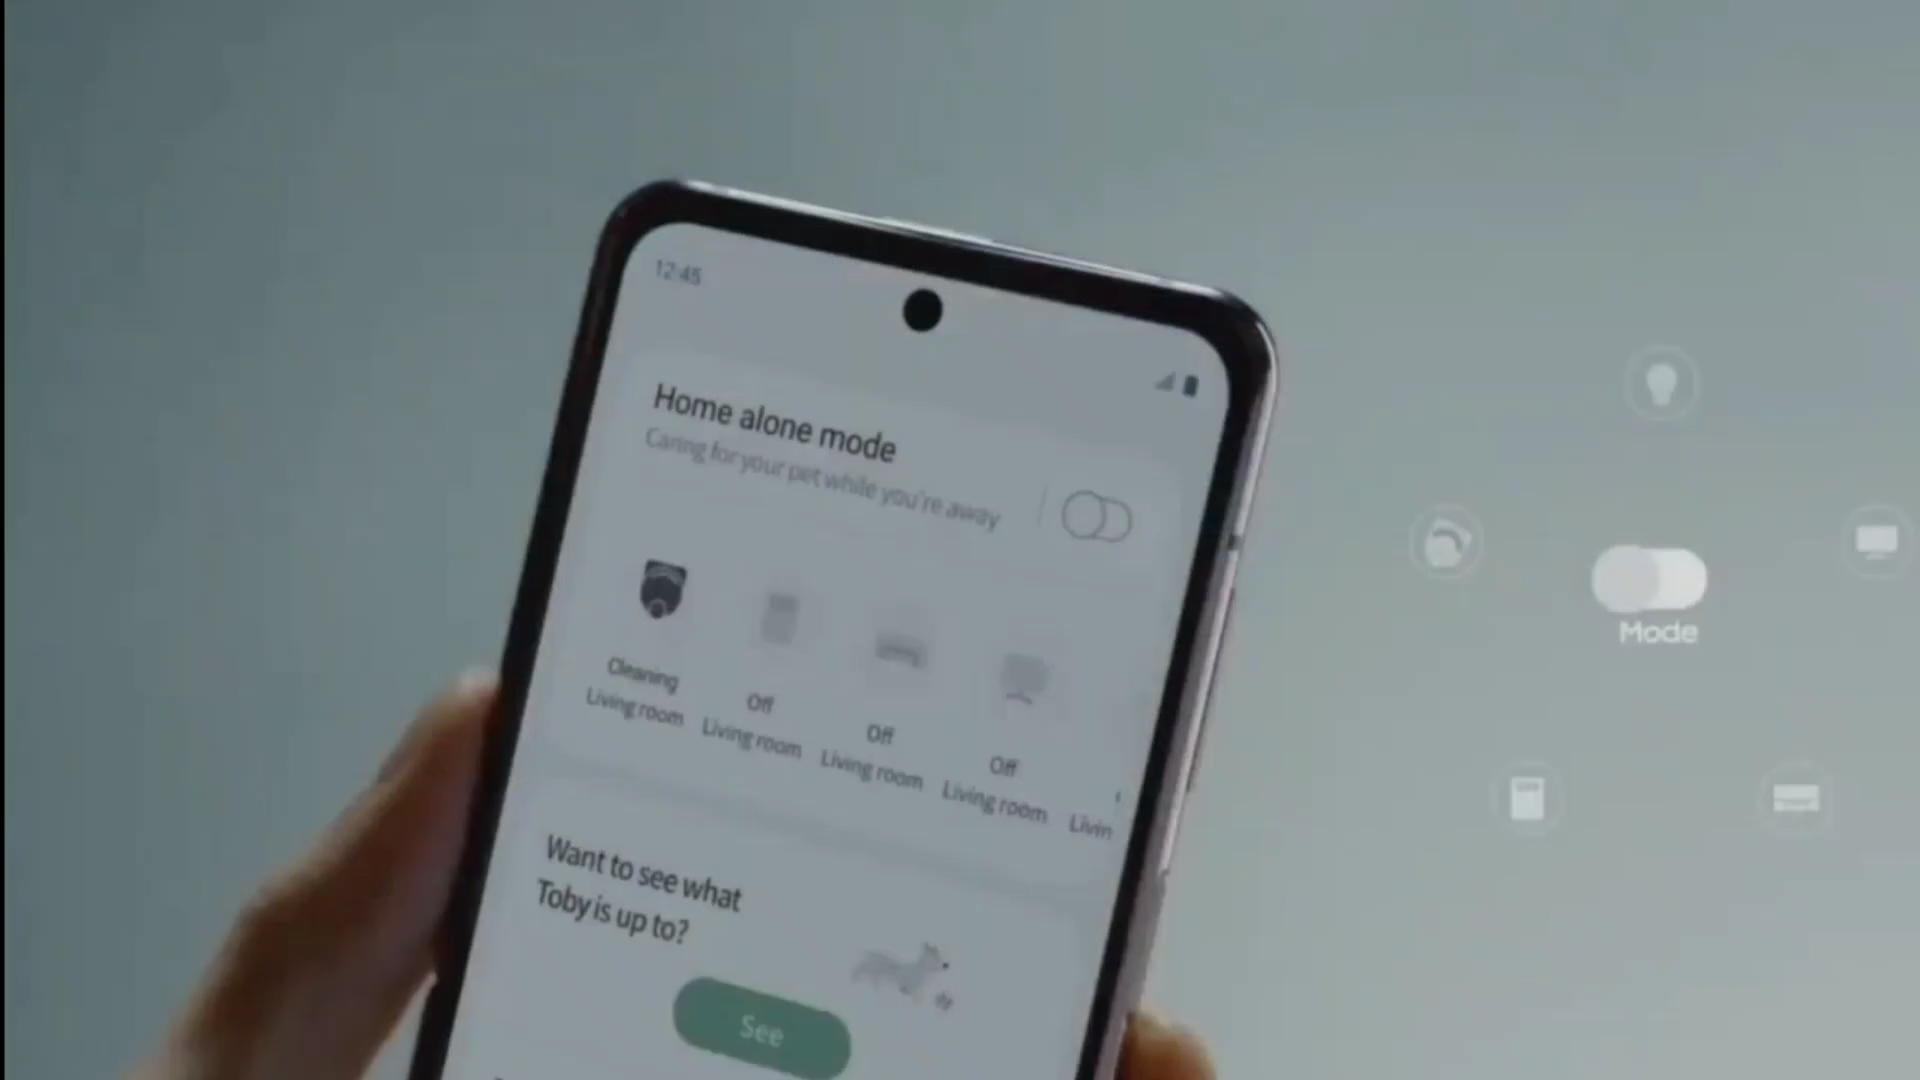 12:45
Home alone mode
Caring for your pet while you're away
Cleaning
Living room
Off
Living room
Off
Living room
Off
Living room
Livin
Want to see what
Toby is up to?
See
Mode